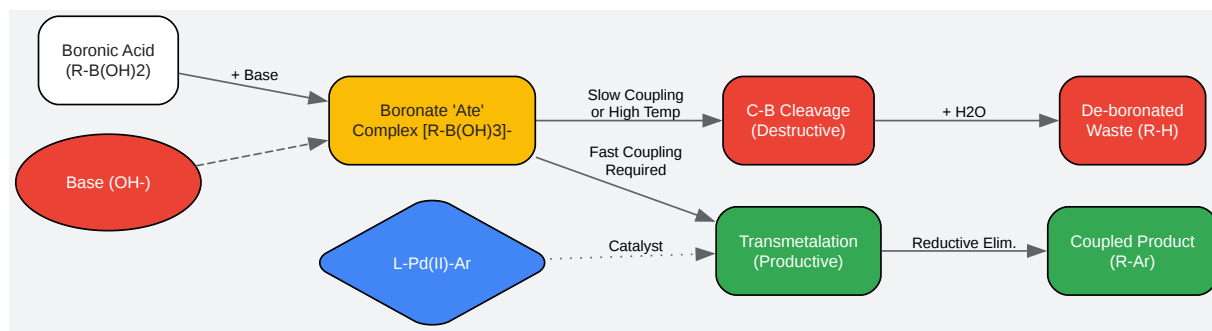 Boronic Acid
(R-B(OH)2)
+ Base
Base (OH-)
Boronate 'Ate'
Complex [R-B(OH)3]-
Slow Coupling
or High Temp
C-B Cleavage
(Destructive)
+ H2O
De-boronated
Waste (R-H)
Fast Coupling
Required
L-Pd(II)-Ar
Catalyst
Transmetalation
(Productive)
Reductive Elim.
Coupled Product
(R-Ar)